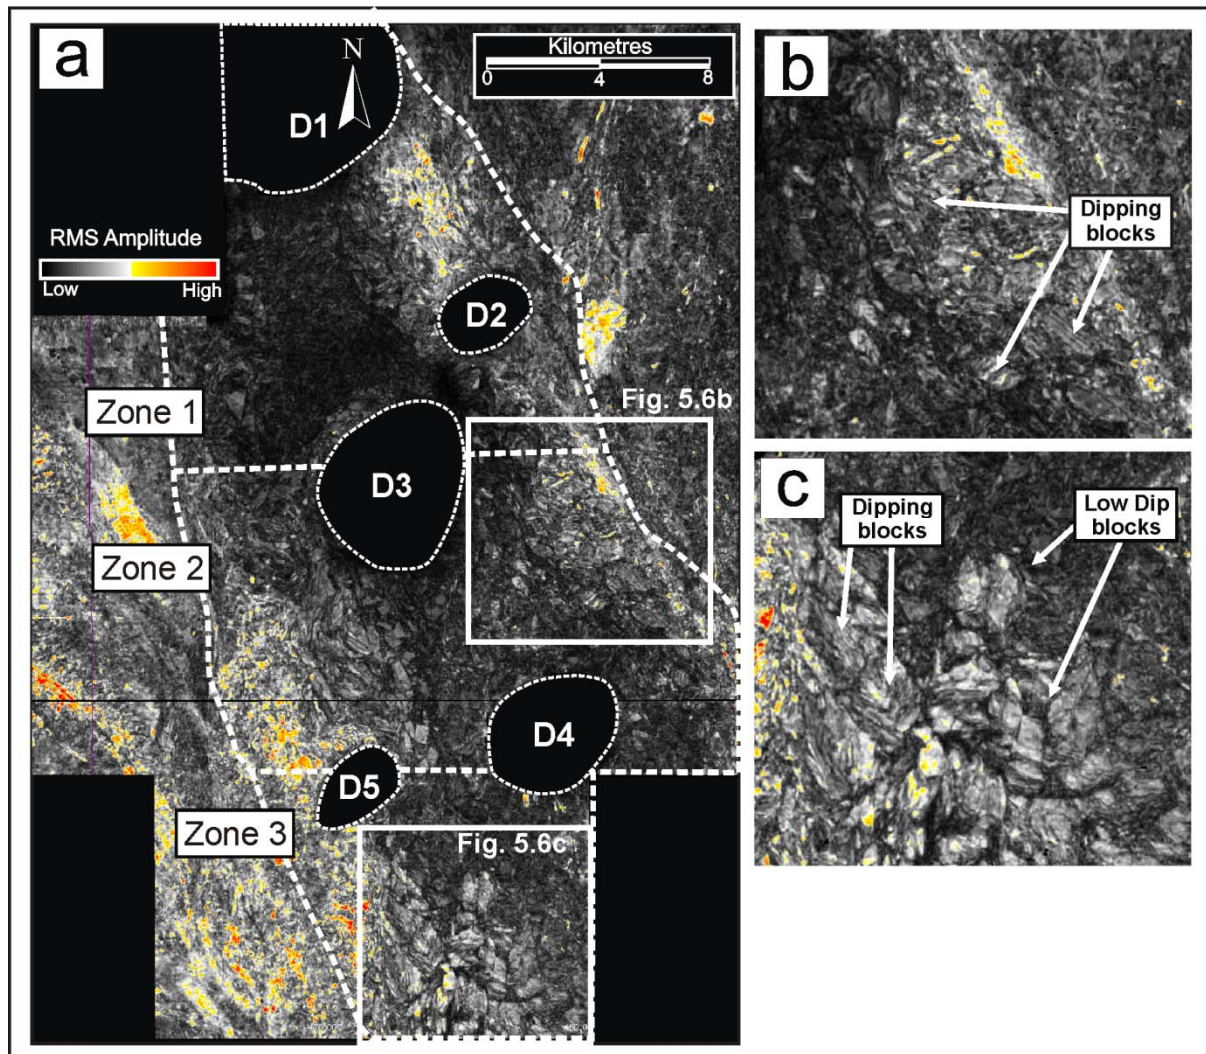 a
N
Kilometres
0 4 8
D1
RMS Amplitude
Low High
D2
Zone 1
Fig. 5.6b
D3
Zone 2
D4
D5
Zone 3
Fig. 5.6c
b
Dipping
blocks
c
Dipping
blocks
Low Dip
blocks